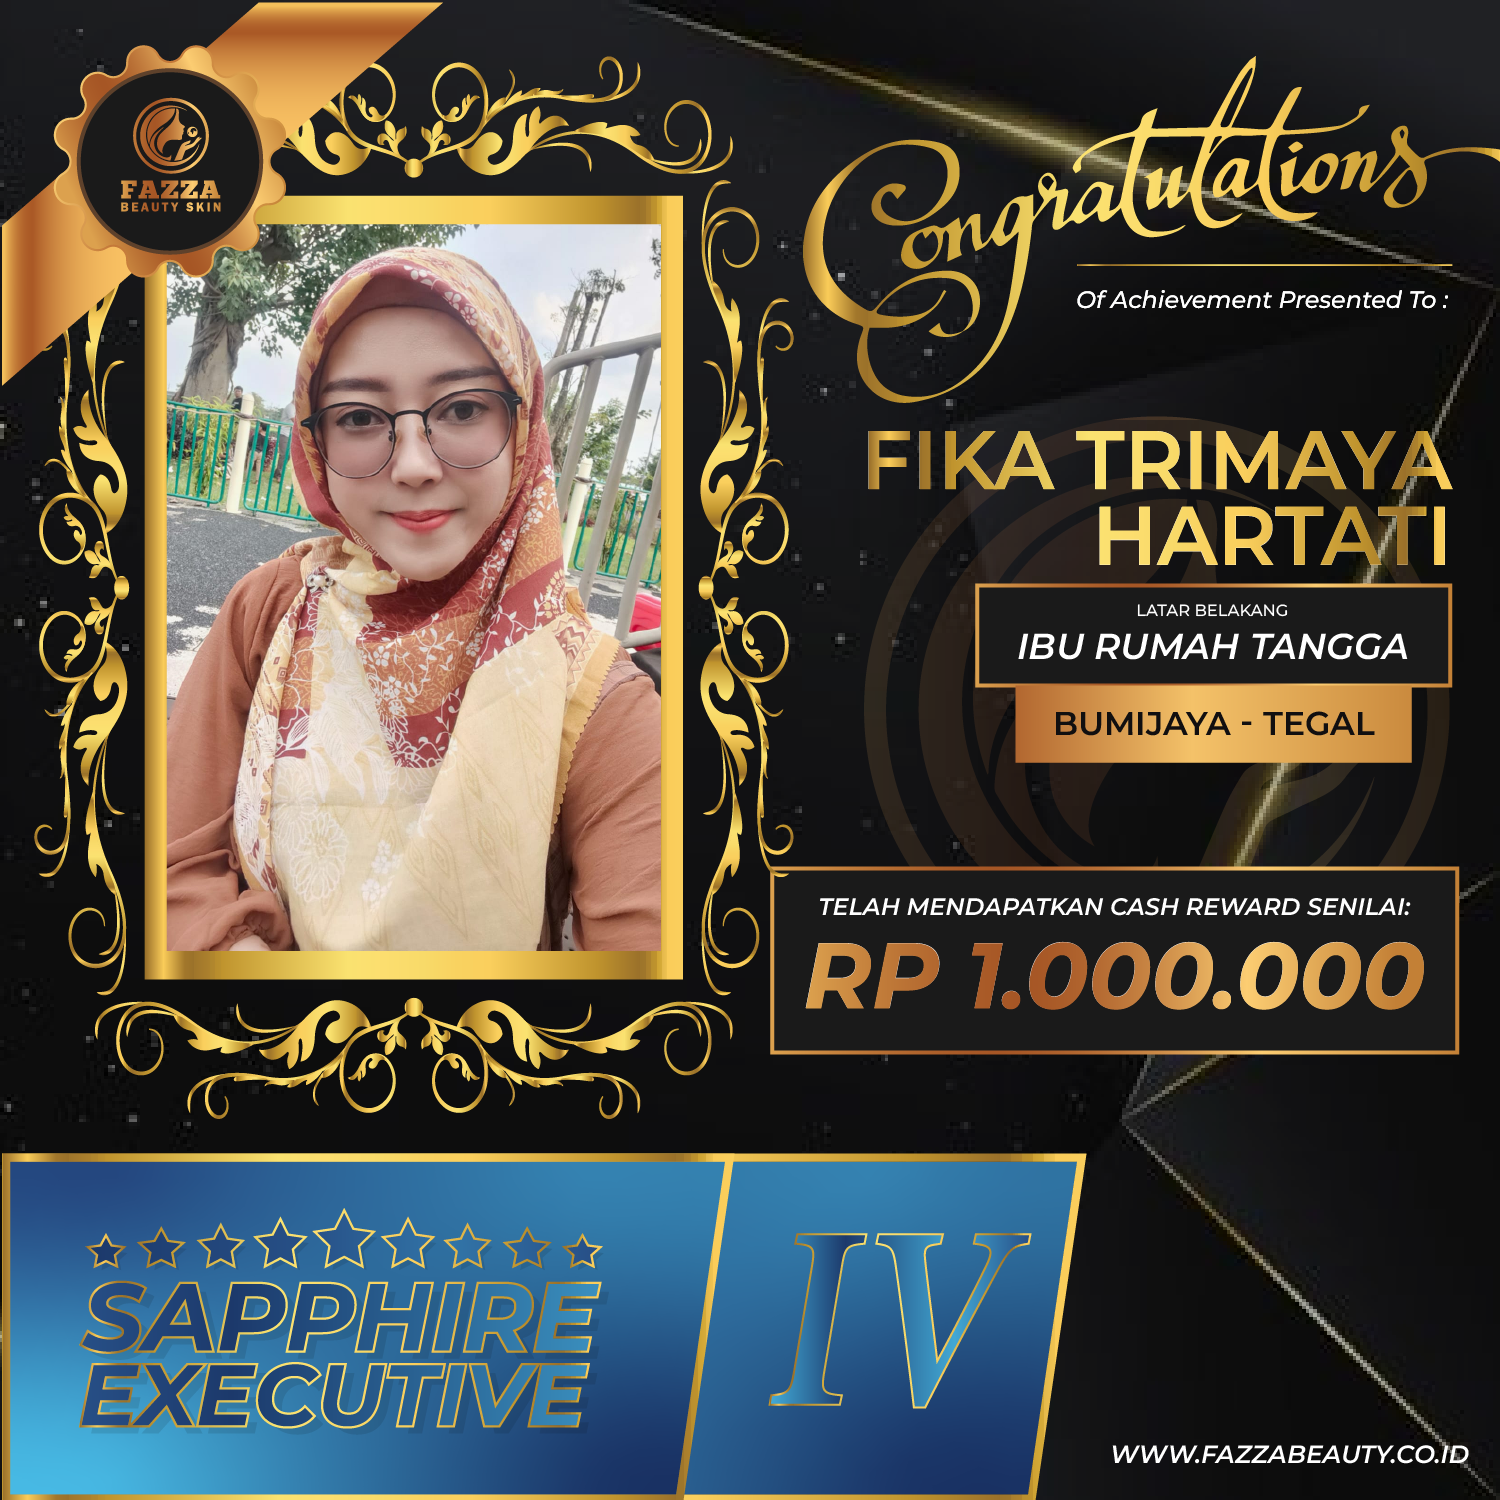 FAZZA
BEAUTY SKIN
Congratulations
Of Achievement Presented To :
FIKA TRIMAYA
HARTATI
LATAR BELAKANG
IBU RUMAH TANGGA
BUMIJAYA - TEGAL
TELAH MENDAPATKAN CASH REWARD SENILAI:
RP 1.000.000
SAPPHIRE
EXECUTIVE
IV
WWW.FAZZABEAUTY.CO.ID